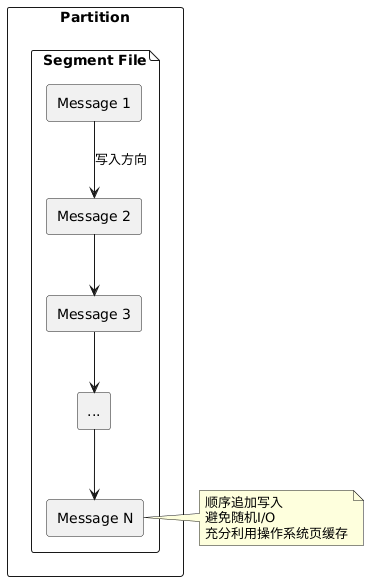 Partition
Segment File
Message 1
写入方向
Message 2
Message 3
...
Message N
顺序追加写入
避免随机I/O
充分利用操作系统页缓存